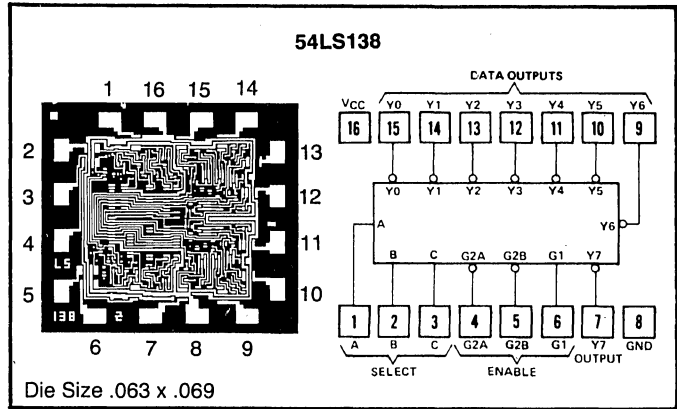 54LS138
1 16 15 14
2
3
4
5
13
12
11
10
6 7 8 9
LS
138 2
Die Size .063 x .069
DATA OUTPUTS
VCC Y0 Y1 Y2 Y3 Y4 Y5 Y6
16 15 14 13 12 11 10 9
Y0 Y1 Y2 Y3 Y4 Y5
A Y6
B C G2A G2B G1 Y7
1 2 3 4 5 6 7 8
A B C G2A G2B G1 Y7 GND
SELECT ENABLE OUTPUT